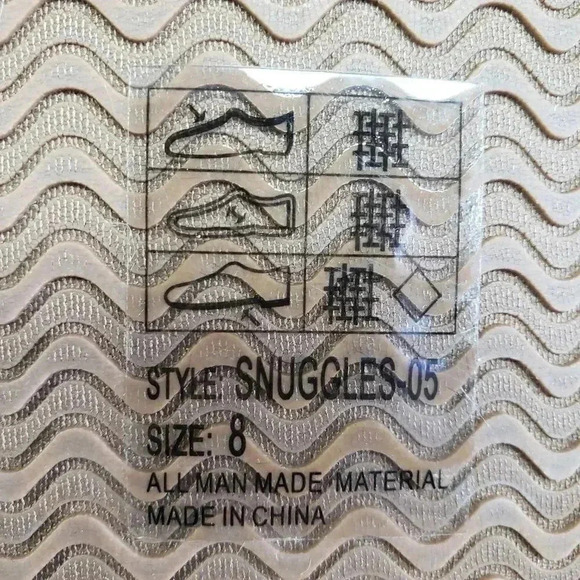 STYLE: SNUGGLES-05
SIZE: 8
ALL MAN MADE MATERIAL
MADE IN CHINA